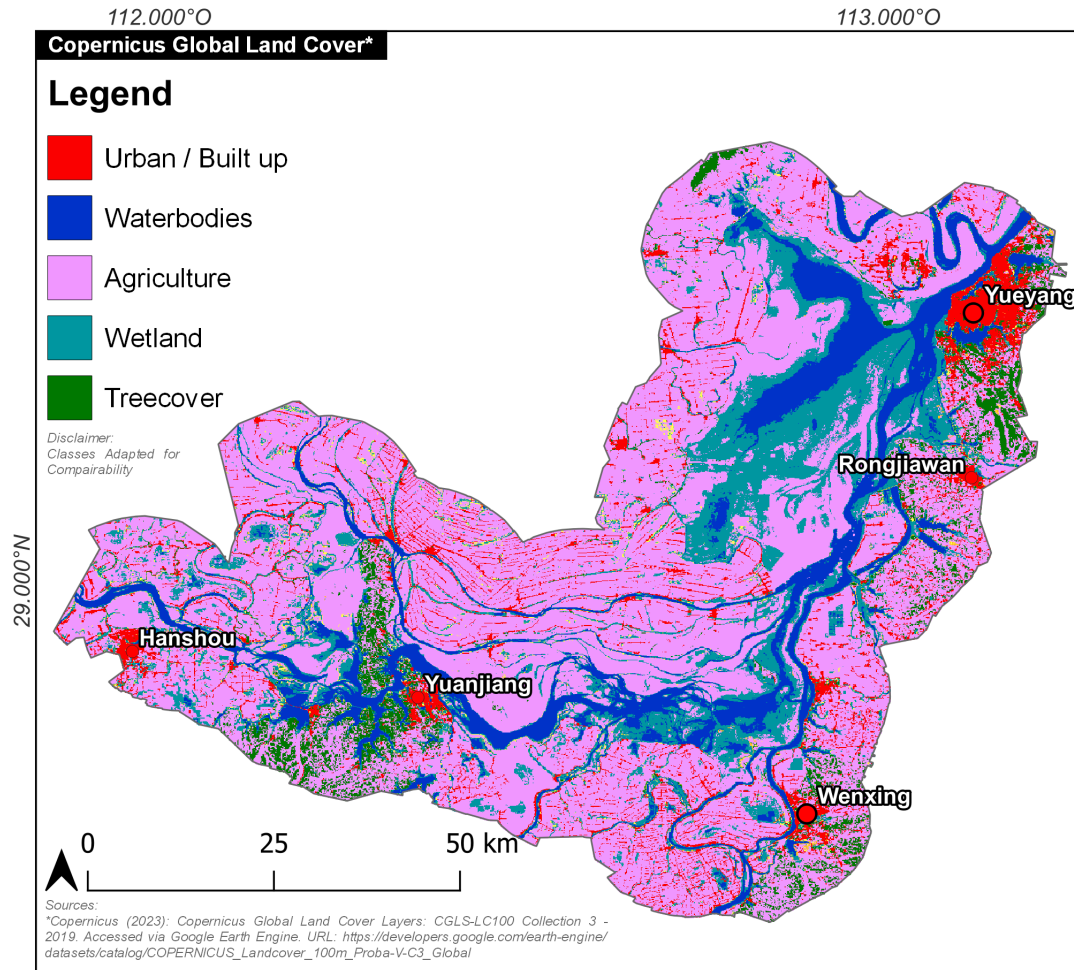 112.000°O
113.000°O
Copernicus Global Land Cover*
Legend
Urban / Built up
Waterbodies
Agriculture
Wetland
Treecover
Disclaimer:
Classes Adapted for
Compairability
Yueyang
Rongjiawan
29.000°N
Hanshou
Yuanjiang
Wenxing
0 25 50 km
Sources:
*Copernicus (2023): Copernicus Global Land Cover Layers: CGLS-LC100 Collection 3 -
2019. Accessed via Google Earth Engine. URL: https://developers.google.com/earth-engine/
datasets/catalog/COPERNICUS_Landcover_100m_Proba-V-C3_Global